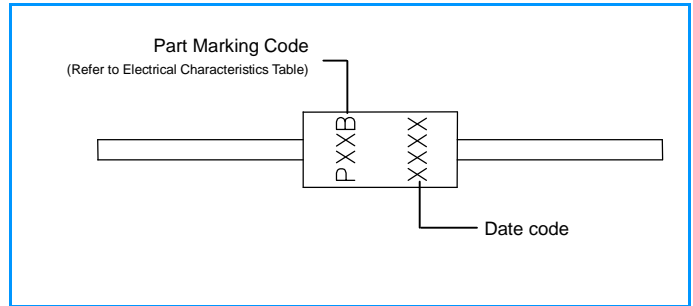 Part Marking Code
(Refer to Electrical Characteristics Table)
PXXB
XXXX
Date code